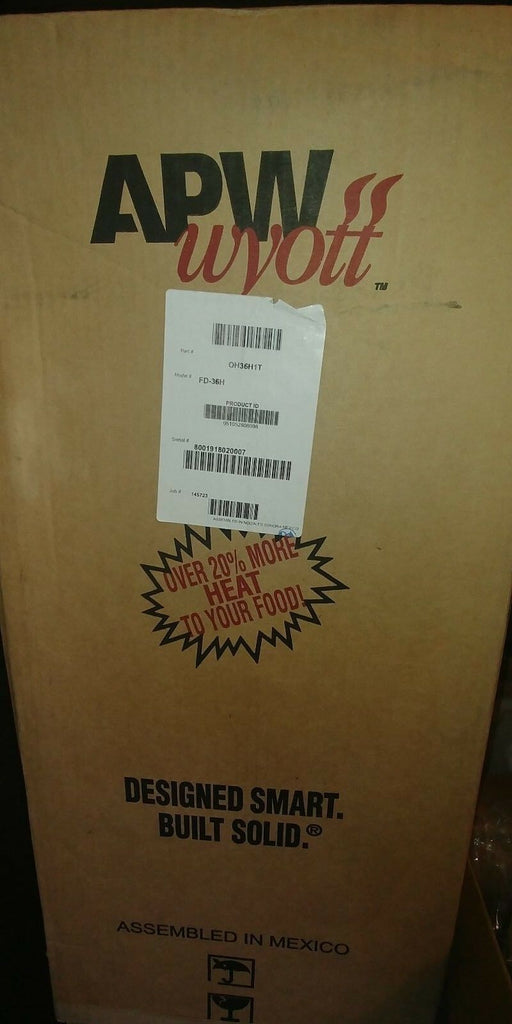 APW
wyott
TM
Part #
OH36H1T
Model #
FD-36H
PRODUCT ID
Serial #
8001918020007
Job #
145723
OVER 20% MORE
HEAT
TO YOUR FOOD!
DESIGNED SMART.
BUILT SOLID.®
ASSEMBLED IN MEXICO